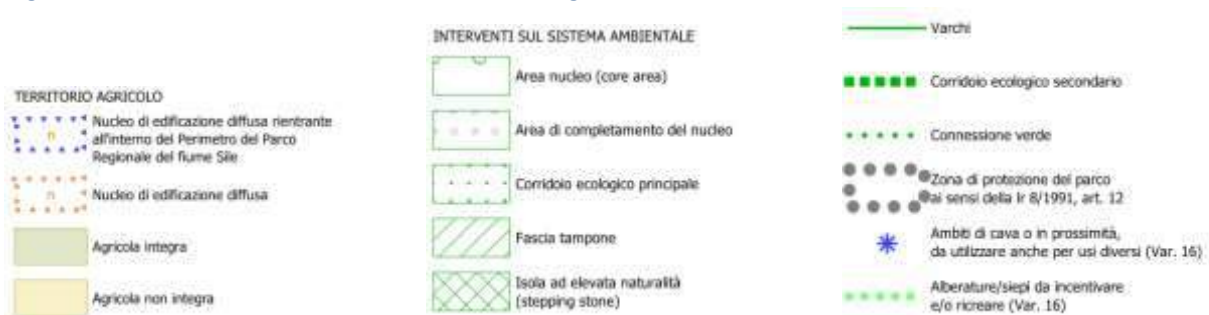 TERRITORIO AGRICOLO
n
Nucleo di edificazione diffusa rientrante
all'interno del Perimetro del Parco
Regionale del fiume Sile
n
Nucleo di edificazione diffusa
Agricola integra
Agricola non integra
INTERVENTI SUL SISTEMA AMBIENTALE
Area nucleo (core area)
Area di completamento del nucleo
Corridoio ecologico principale
Fascia tampone
Isola ad elevata naturalità
(stepping stone)
Varchi
Corridoio ecologico secondario
Connessione verde
Zona di protezione del parco
ai sensi della lr 8/1991, art. 12
Ambiti di cava o in prossimità,
da utilizzare anche per usi diversi (Var. 16)
Alberature/siepi da incentivare
e/o ricreare (Var. 16)